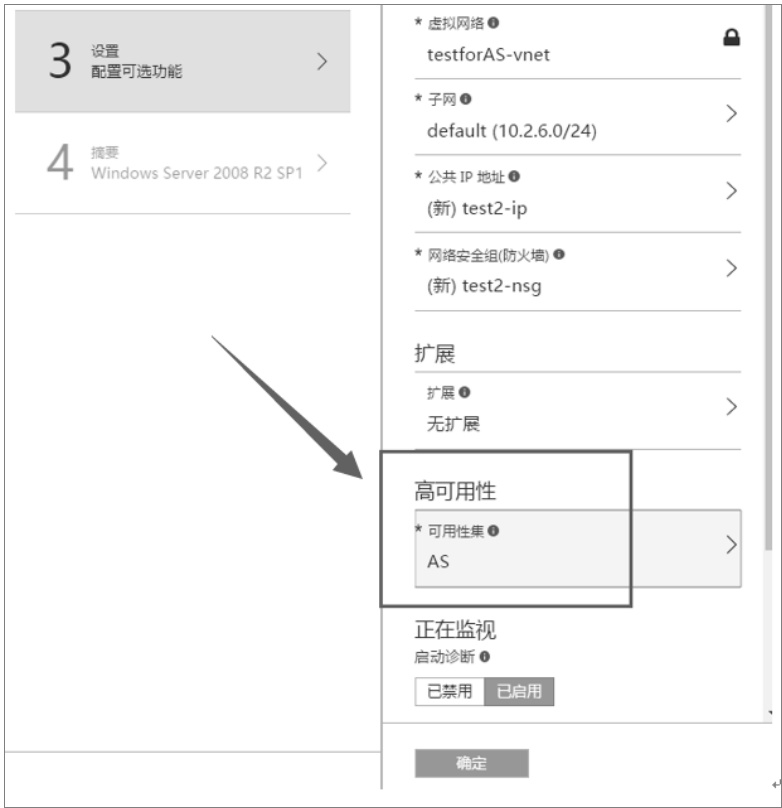 3
设置
配置可选功能
4
摘要
Windows Server 2008 R2 SP1
* 虚拟网络
testforAS-vnet
* 子网
default (10.2.6.0/24)
* 公共 IP 地址
(新) test2-ip
* 网络安全组(防火墙)
(新) test2-nsg
扩展
扩展
无扩展
高可用性
* 可用性集
AS
正在监视
启动诊断
已禁用 已启用
确定